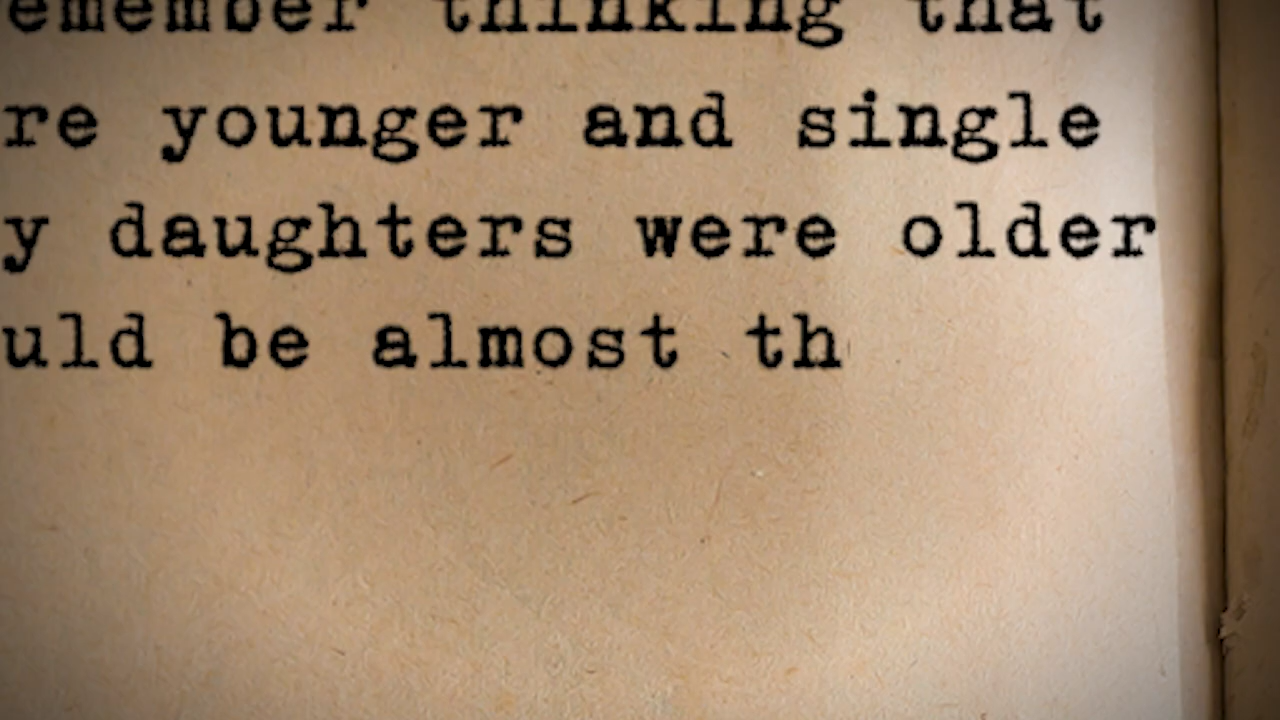 emember thinking that
re younger and single
y daughters were older
uld be almost th